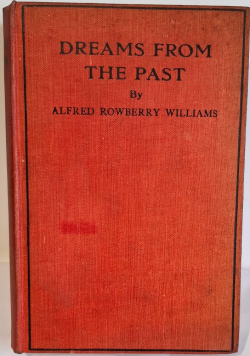 DREAMS FROM
THE PAST
By
ALFRED ROWBERRY WILLIAMS